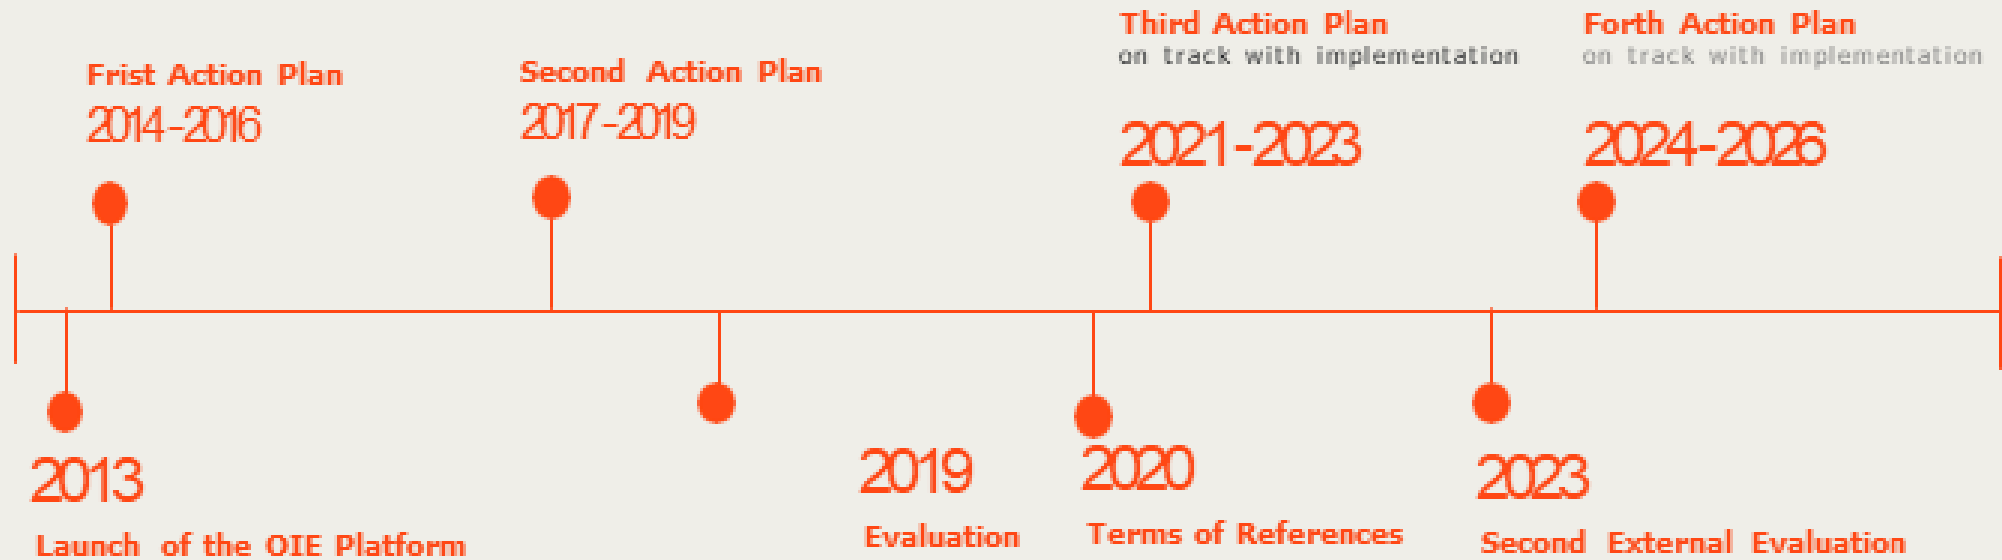 Frist Action Plan
2014-2016
Second Action Plan
2017-2019
Third Action Plan
on track with implementation
2021-2023
Forth Action Plan
on track with implementation
2024-2026
2013
Launch of the OIE Platform
2019
Evaluation
2020
Terms of References
2023
Second External Evaluation